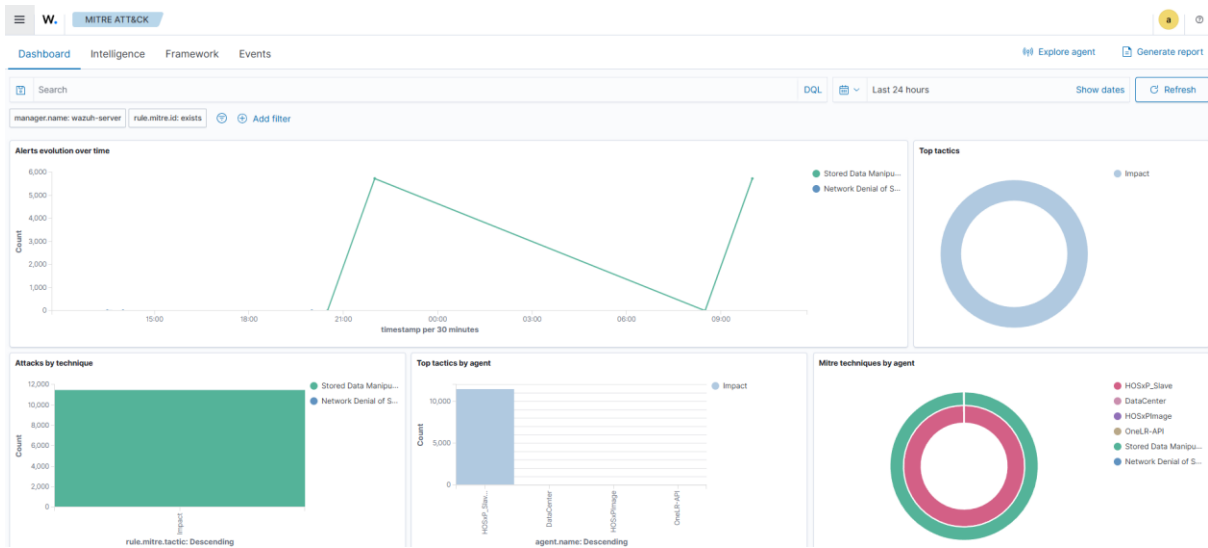 W. MITRE ATT&CK a
Dashboard Intelligence Framework Events Explore agent Generate report
Search DQL Last 24 hours Show dates Refresh
manager.name: wazuh-server rule.mitre.id: exists Add filter
Alerts evolution over time
6,000
5,000
4,000
3,000
2,000
1,000
0
Count
15:00 18:00 21:00 00:00 03:00 06:00 09:00
timestamp per 30 minutes
Stored Data Manipu...
Network Denial of S...
Top tactics
Impact
Attacks by technique
12,000
10,000
8,000
6,000
4,000
2,000
0
Count
Impact
rule.mitre.tactic: Descending
Stored Data Manipu...
Network Denial of S...
Top tactics by agent
10,000
5,000
0
Count
HOSxP_Slav...
DataCenter
HOSxPImage
OneLR-API
agent.name: Descending
Impact
Mitre techniques by agent
HOSxP_Slave
DataCenter
HOSxPImage
OneLR-API
Stored Data Manipu...
Network Denial of S...